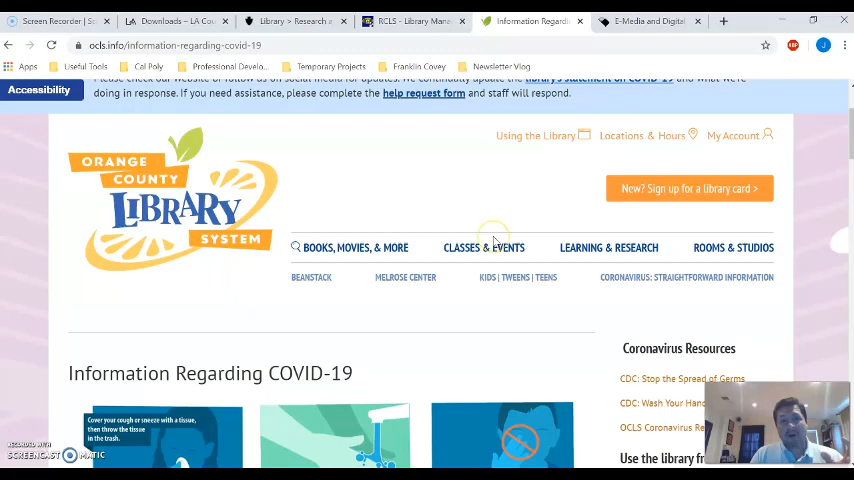 Screen Recorder | Sc
Downloads – LA Cou
Library > Research a
RCLS - Library Mana
Information Regardi
E-Media and Digital
ocls.info/information-regarding-covid-19
ABP
J
Apps
Useful Tools
Cal Poly
Professional Develo...
Temporary Projects
Franklin Covey
Newsletter Vlog
Please check our website or follow us on social media for updates. We continually update the library's statement on COVID-19 and what we're
Accessibility
doing in response. If you need assistance, please complete the help request form and staff will respond.
Using the Library
Locations & Hours
My Account
ORANGE
COUNTY
LIBRARY
SYSTEM
New? Sign up for a library card >
BOOKS, MOVIES, & MORE
CLASSES & EVENTS
LEARNING & RESEARCH
ROOMS & STUDIOS
BEANSTACK
MELROSE CENTER
KIDS | TWEENS | TEENS
CORONAVIRUS: STRAIGHTFORWARD INFORMATION
Information Regarding COVID-19
Coronavirus Resources
CDC: Stop the Spread of Germs
CDC: Wash Your Han
OCLS Coronavirus Re
Use the library from
Cover your cough or sneeze with a tissue,
then throw the tissue
in the trash.
RECORDED WITH
SCREENCAST MATIC